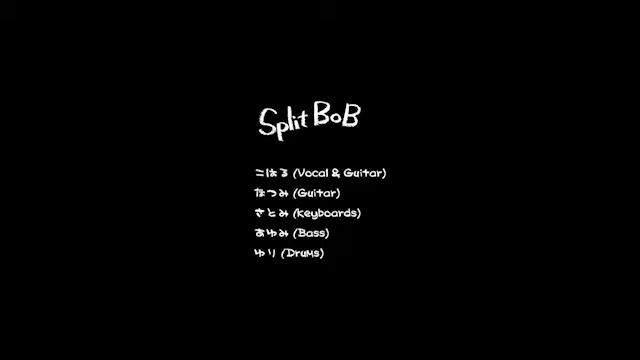 Split BoB
こはる (Vocal & Guitar)
なつみ (Guitar)
さとみ (Keyboards)
あゆみ (Bass)
ゆり (Drums)